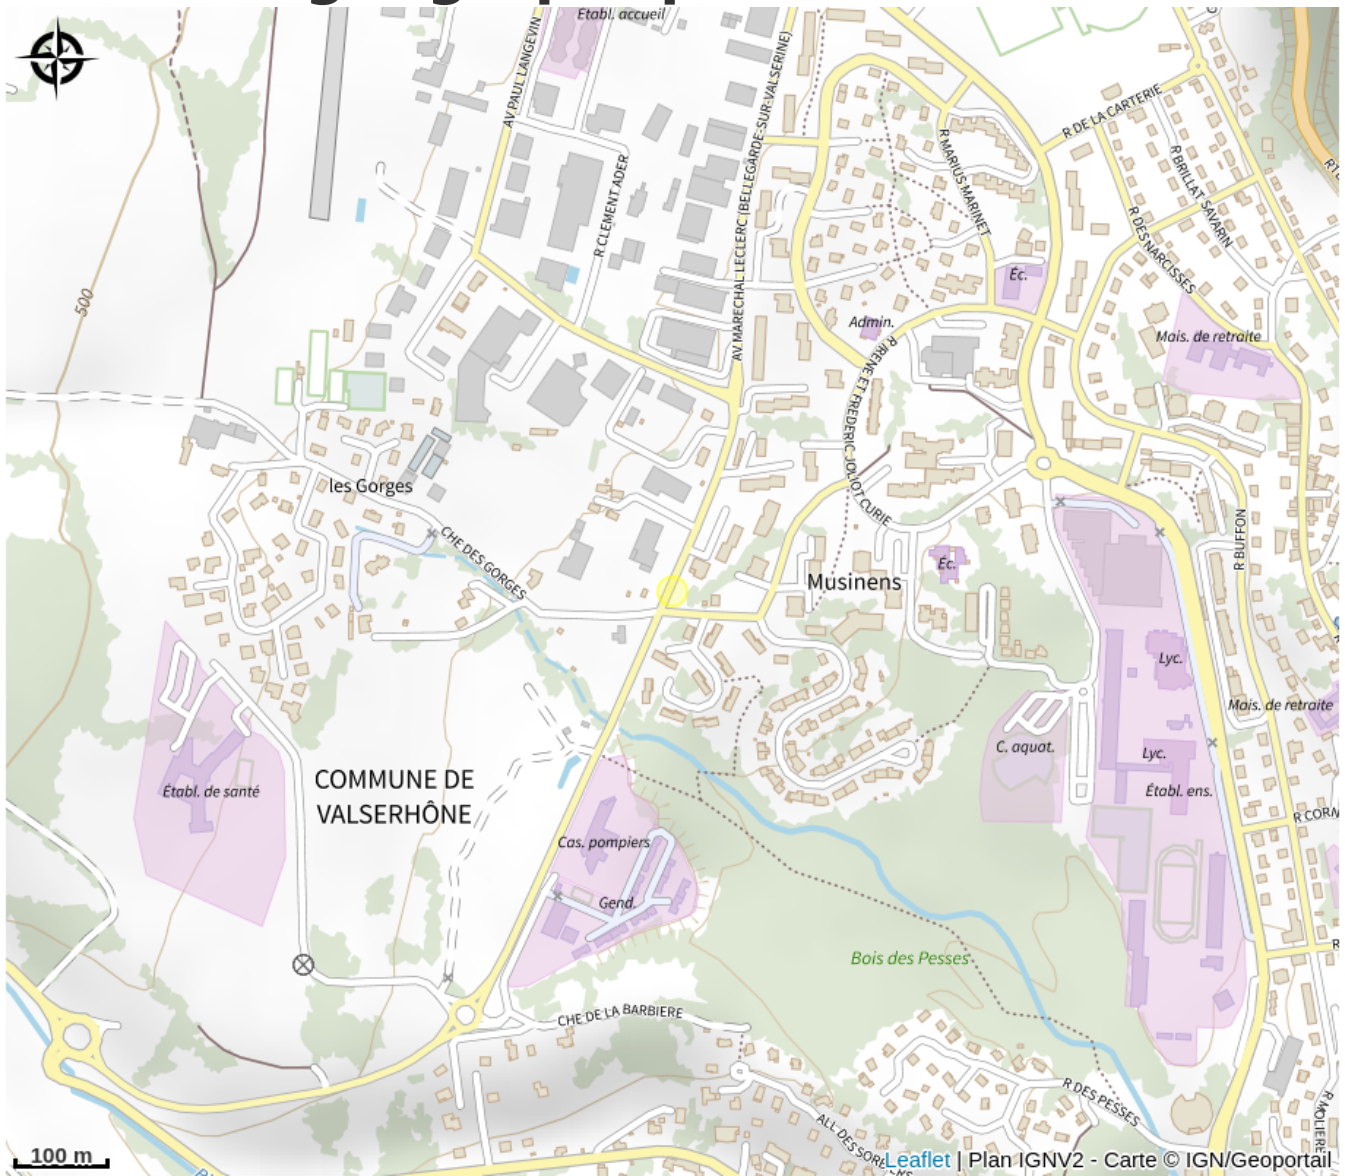 Etabl. accueil
AV PAUL LANGEVIN
R CLEMENT ADER
AV MARECHAL LECLERC (BELLEGARDE-SUR-VALSERINE)
R MARIUS MARINET
R DE LA CARTERIE
R BRILLAT SAVARIN
R DES NARCISSES
Éc.
Admin.
Mais. de retraite
500
R IRENE ET FREDERIC JOLIOT CURIE
les Gorges
CHE DES GORGES
Musinens
Éc.
R BUFFON
Lyc.
Mais. de retraite
C. aquat.
Lyc.
Établ. ens.
Établ. de santé
COMMUNE DE
VALSERHÔNE
Cas. pompiers
Gend.
Bois des Pesses
CHE DE LA BARBIERE
R DES PESSES
R MOLIERE
100 m
Leaflet | Plan IGNV2 - Carte © IGN/Geoportail